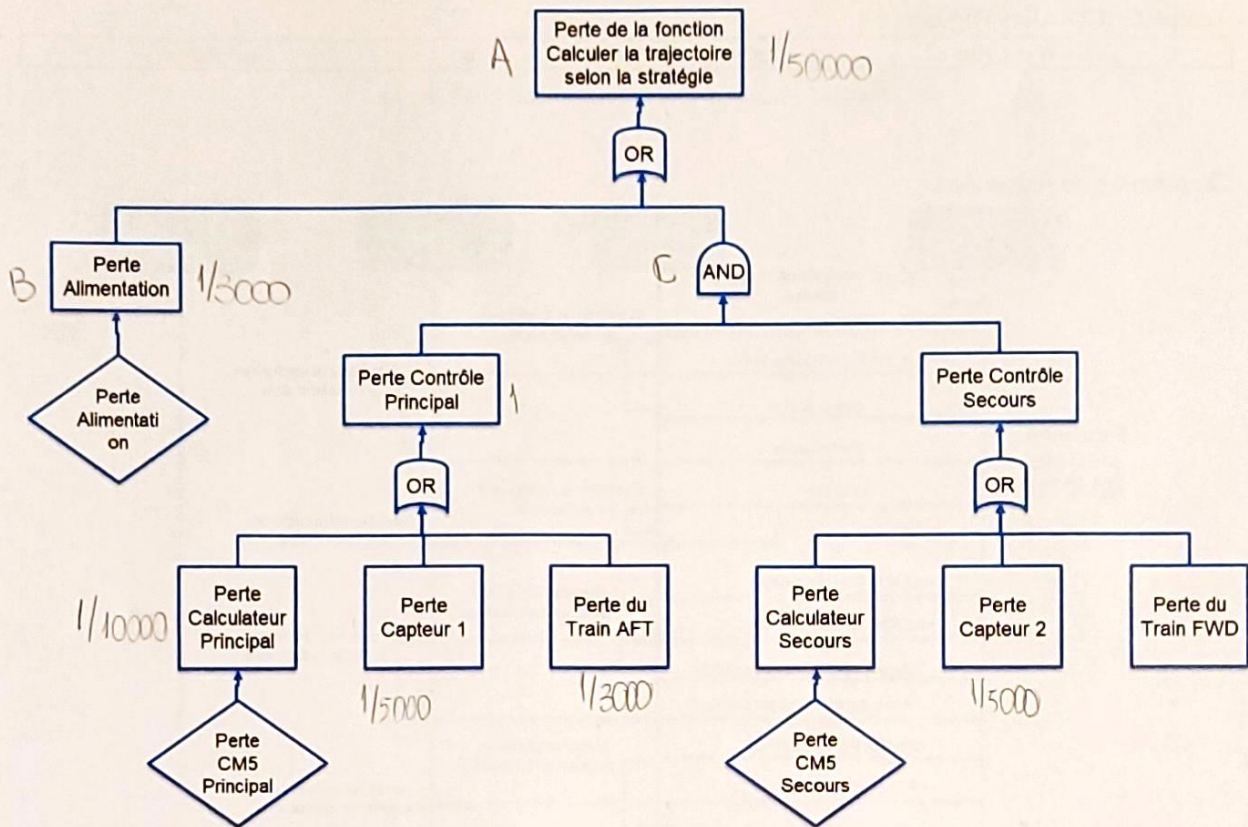 A
Perte de la fonction
Calculer la trajectoire
selon la stratégie
1/50000
OR
B
Perte
Alimentation
1/3000
C
AND
Perte
Alimentati
on
Perte Contrôle
Principal
1
Perte Contrôle
Secours
OR
OR
1/10000
Perte
Calculateur
Principal
Perte
Capteur 1
Perte du
Train AFT
Perte
Calculateur
Secours
Perte
Capteur 2
Perte du
Train FWD
1/5000
1/3000
1/5000
Perte
CM5
Principal
Perte
CM5
Secours